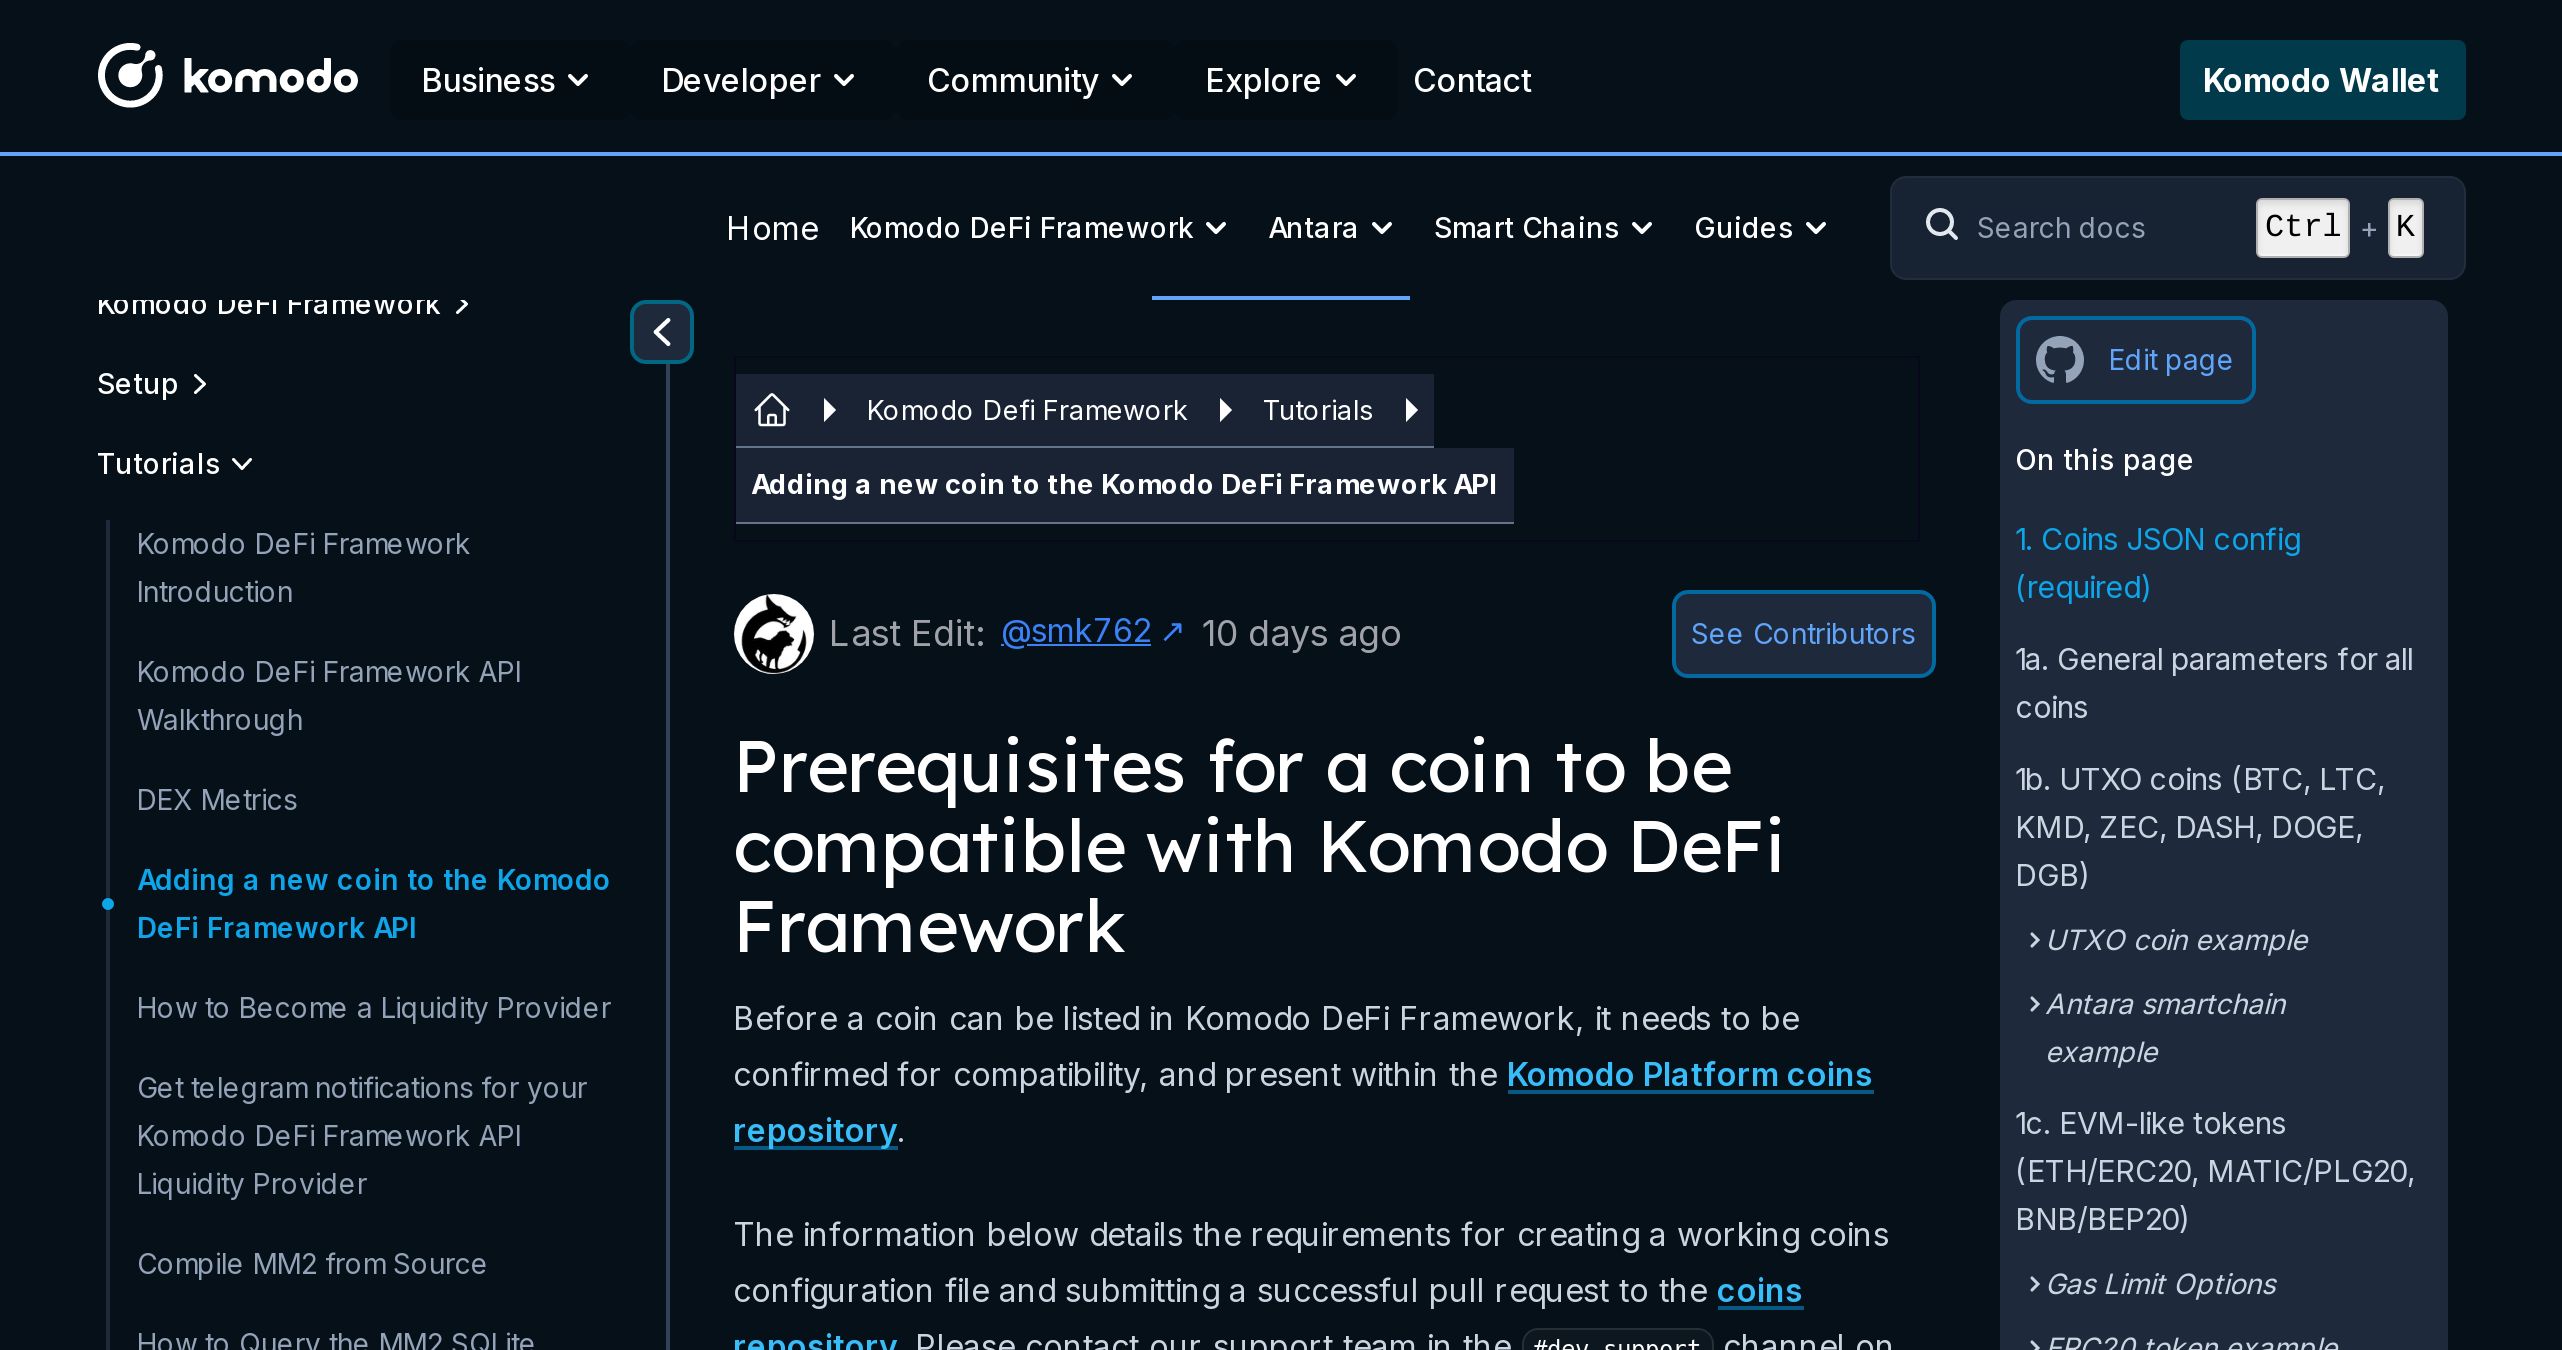 komodo
Business
Developer
Community
Explore
Contact
Komodo Wallet
Home
Komodo DeFi Framework
Antara
Smart Chains
Guides
Search docs
Ctrl + K
Komodo DeFi Framework
Setup
Tutorials
Komodo DeFi Framework
Introduction
Komodo DeFi Framework API
Walkthrough
DEX Metrics
Adding a new coin to the Komodo
DeFi Framework API
How to Become a Liquidity Provider
Get telegram notifications for your
Komodo DeFi Framework API
Liquidity Provider
Compile MM2 from Source
How to Query the MM2 SQLite
Komodo Defi Framework
Tutorials
Adding a new coin to the Komodo DeFi Framework API
Last Edit: @smk762 ↗ 10 days ago
See Contributors
Prerequisites for a coin to be
compatible with Komodo DeFi
Framework
Before a coin can be listed in Komodo DeFi Framework, it needs to be
confirmed for compatibility, and present within the Komodo Platform coins
repository.
The information below details the requirements for creating a working coins
configuration file and submitting a successful pull request to the coins
repository. Please contact our support team in the #dev-support channel on
Edit page
On this page
1. Coins JSON config
(required)
1a. General parameters for all
coins
1b. UTXO coins (BTC, LTC,
KMD, ZEC, DASH, DOGE,
DGB)
UTXO coin example
Antara smartchain
example
1c. EVM-like tokens
(ETH/ERC20, MATIC/PLG20,
BNB/BEP20)
Gas Limit Options
ERC20 token example